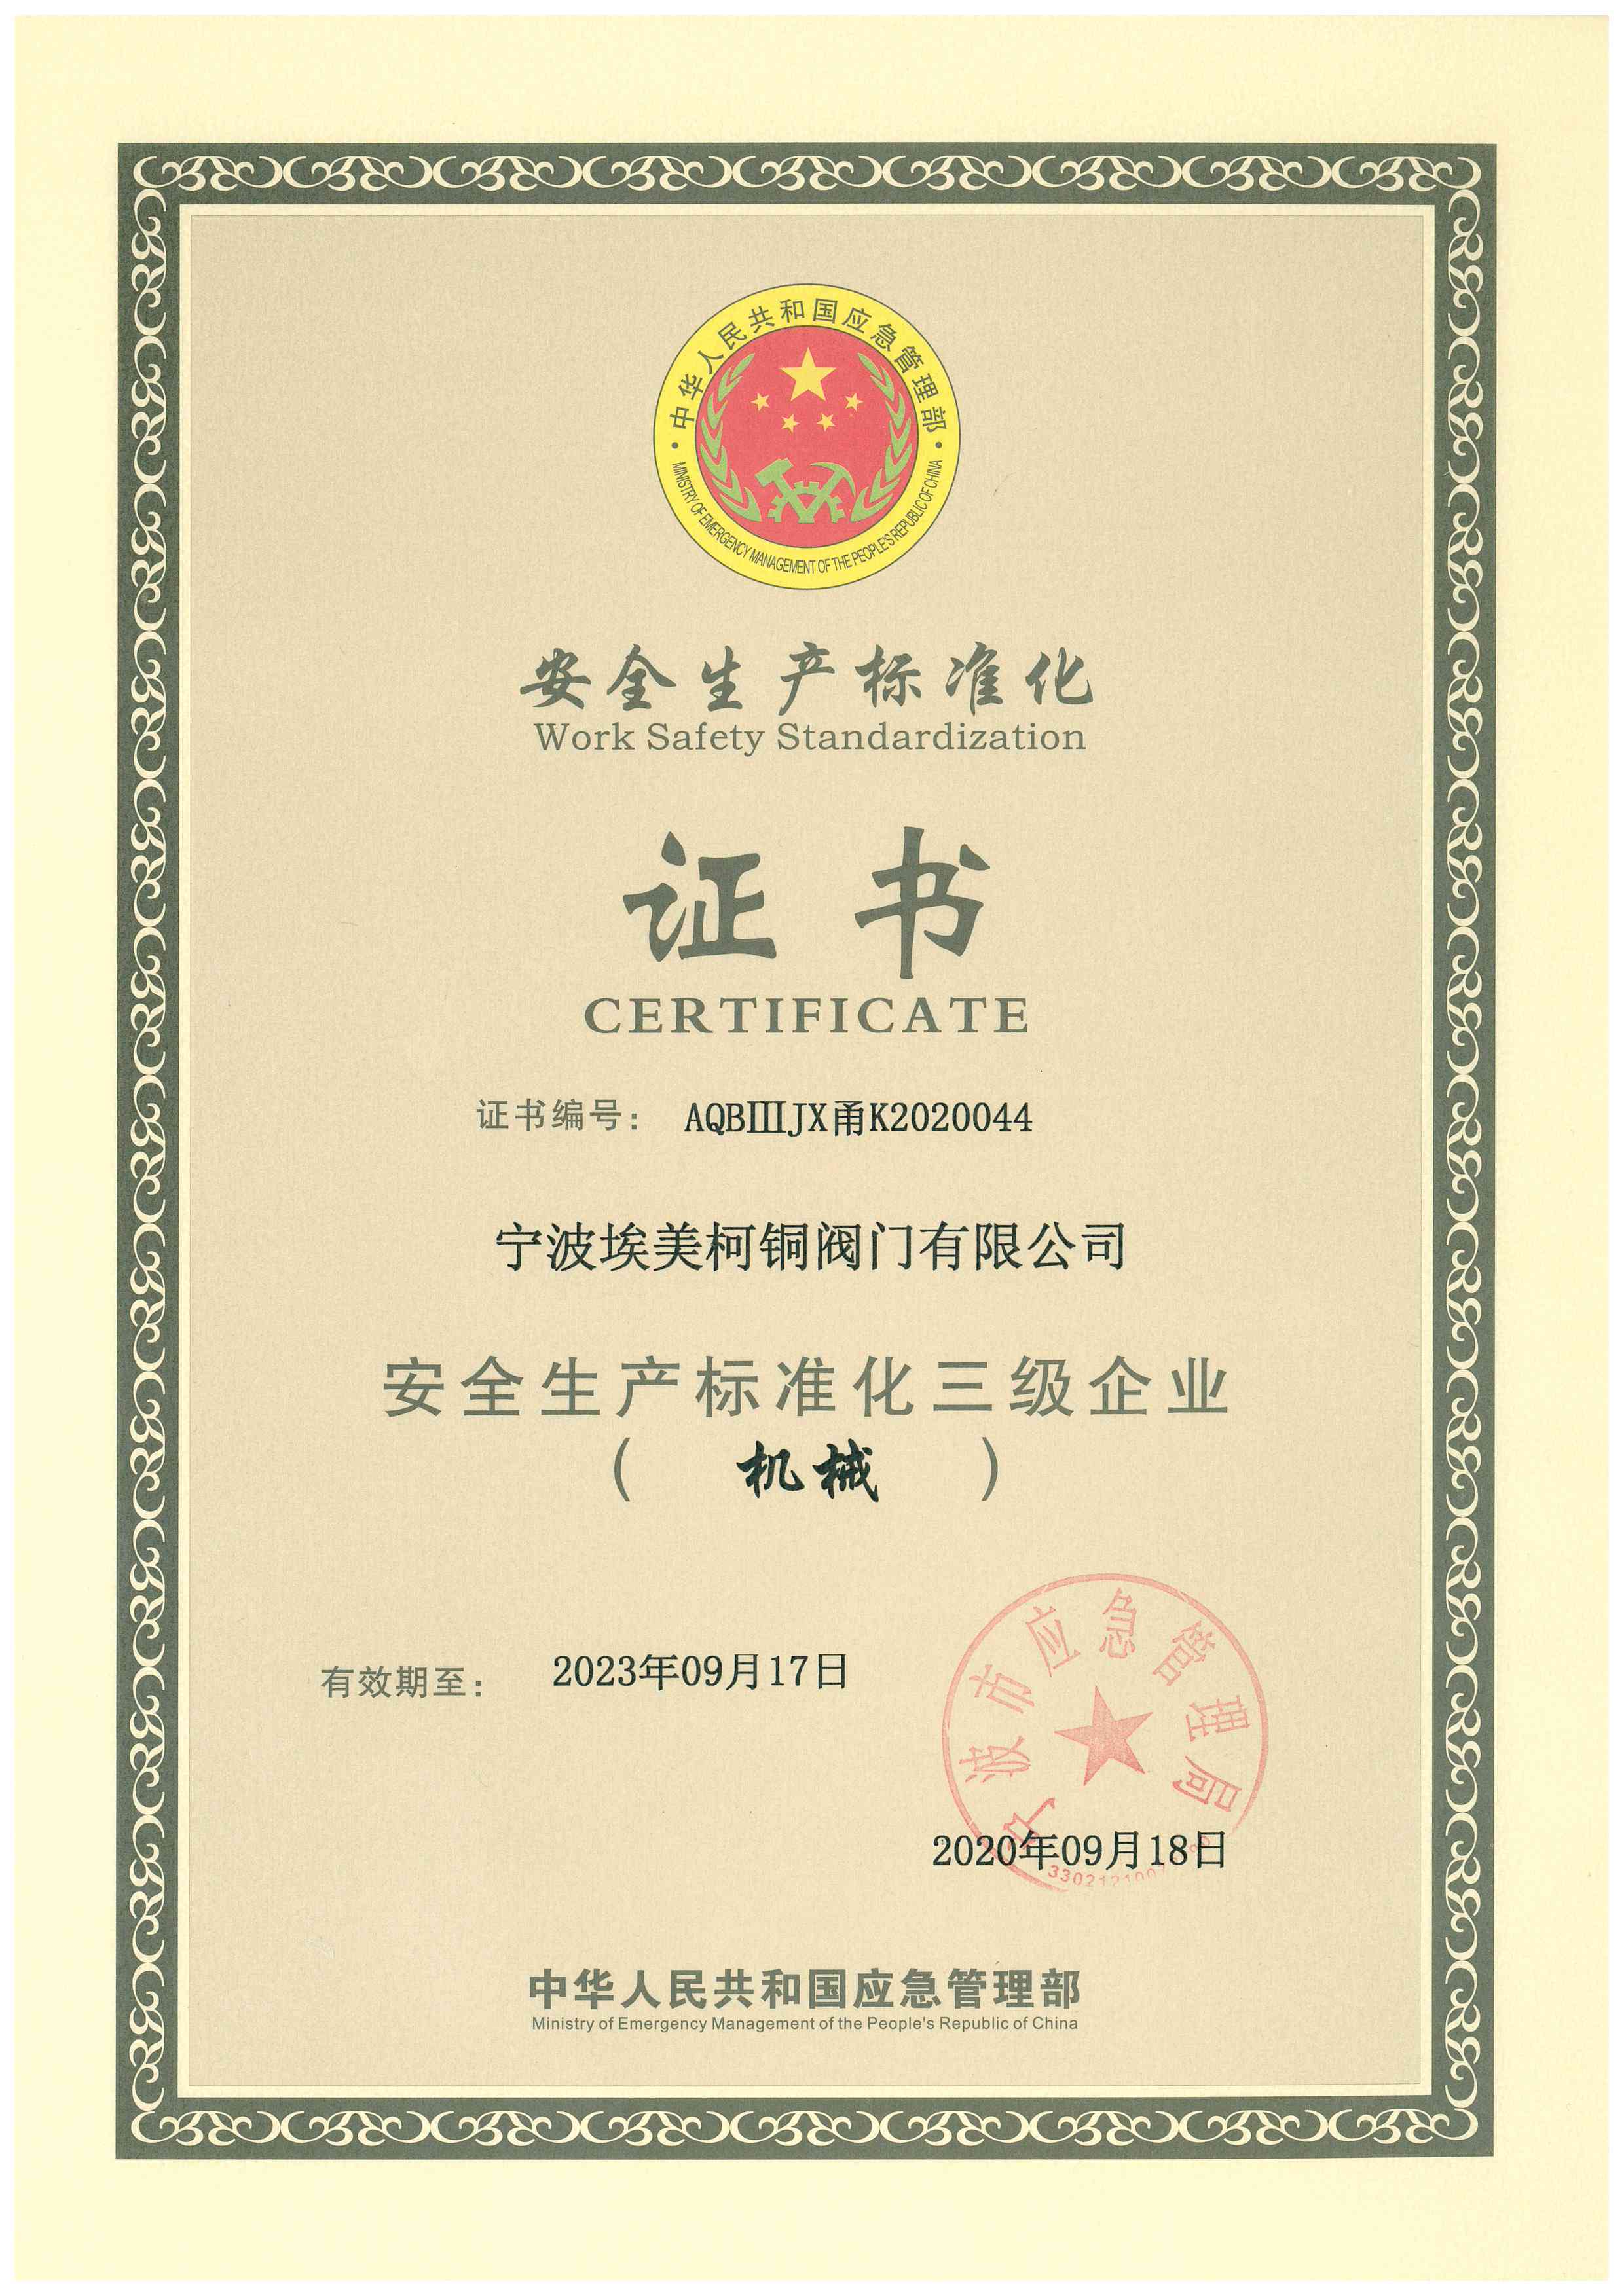 中华人民共和国应急管理部
MINISTRY OF EMERGENCY MANAGEMENT OF THE PEOPLE'S REPUBLIC OF CHINA
安全生产标准化
Work Safety Standardization
证书
CERTIFICATE
证书编号： AQBⅢJX甬K2020044
宁波埃美柯铜阀门有限公司
安全生产标准化三级企业
（ 机械 ）
有效期至： 2023年09月17日
宁波市应急管理局
2020年09月18日
中华人民共和国应急管理部
Ministry of Emergency Management of the People's Republic of China